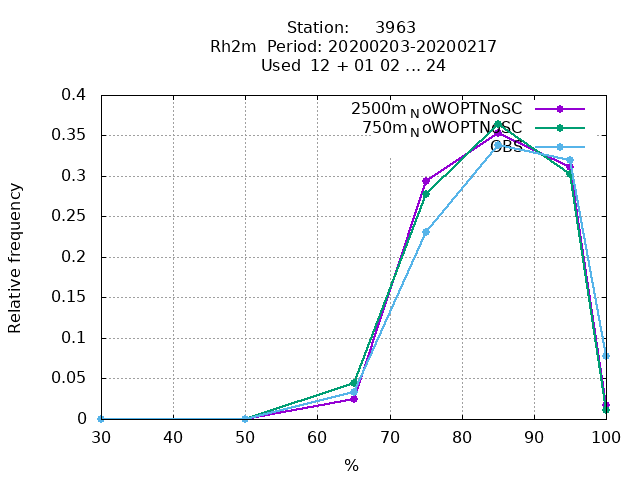 Station: 3963
Rh2m Period: 20200203-20200217
Used 12 + 01 02 ... 24
0.4
0.35
0.3
0.25
0.2
0.15
0.1
0.05
0
Relative frequency
2500m_NoWOPTNoSC
750m_NoWOPTNoSC
OBS
30 40 50 60 70 80 90 100
%